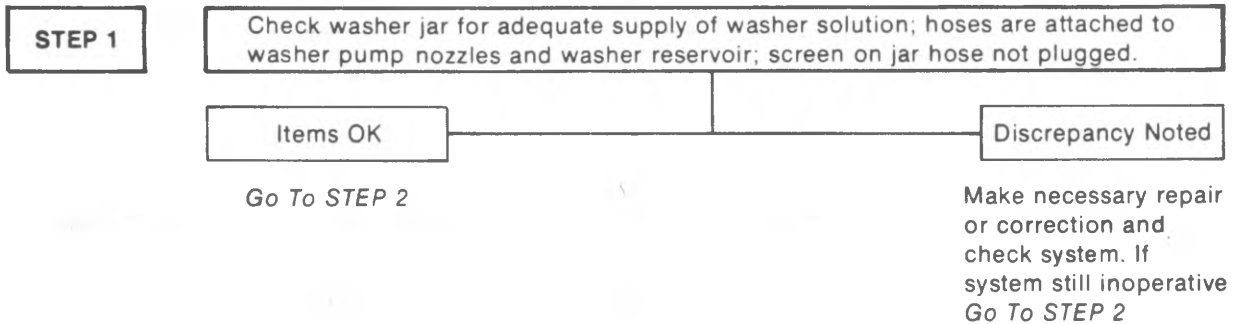 STEP 1
Check washer jar for adequate supply of washer solution; hoses are attached to
washer pump nozzles and washer reservoir; screen on jar hose not plugged.
Items OK
Discrepancy Noted
Go To STEP 2
Make necessary repair
or correction and
check system. If
system still inoperative
Go To STEP 2